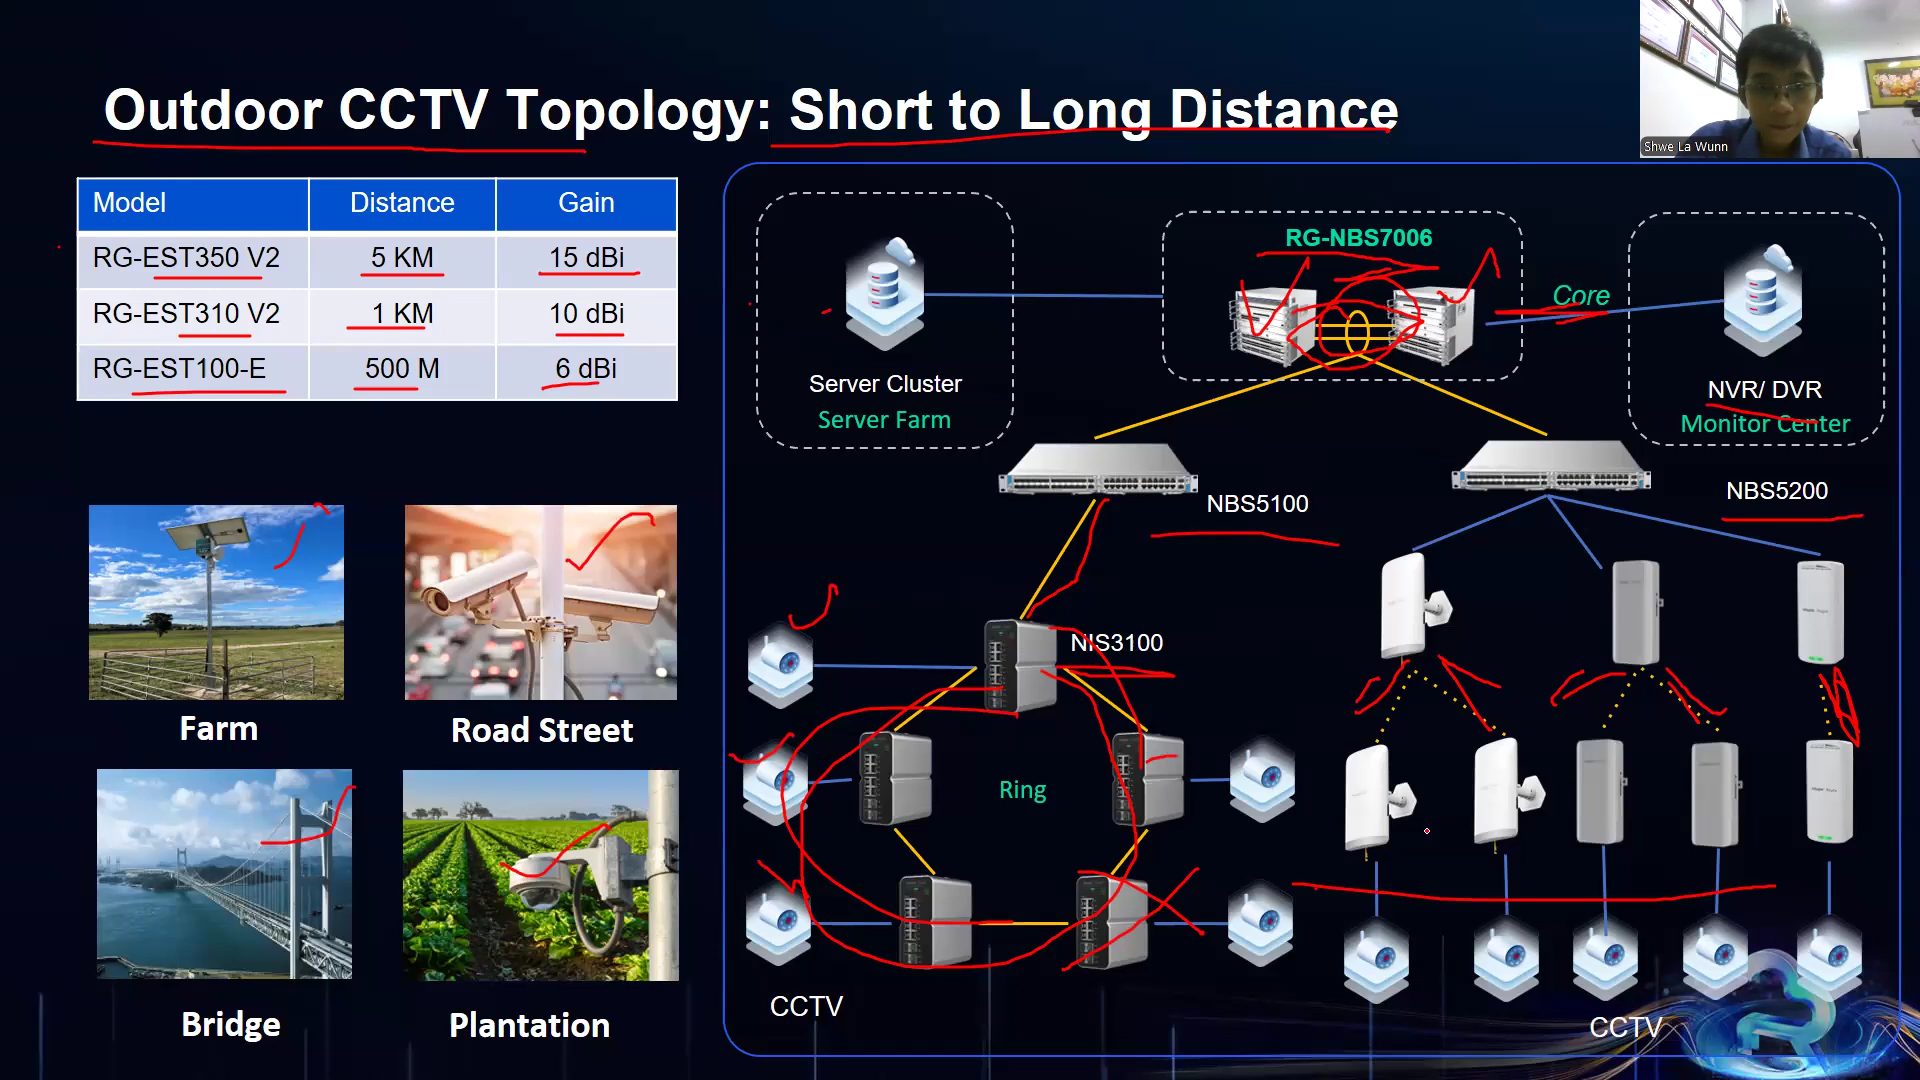 Outdoor CCTV Topology: Short to Long Distance
Shwe La Wunn
Model Distance Gain
RG-EST350 V2 5 KM 15 dBi
RG-EST310 V2 1 KM 10 dBi
RG-EST100-E 500 M 6 dBi
Farm
Road Street
Bridge
Plantation
RG-NBS7006
Core
Server Cluster
Server Farm
NVR/ DVR
Monitor Center
NBS5100
NBS5200
NIS3100
Ring
CCTV
CCTV